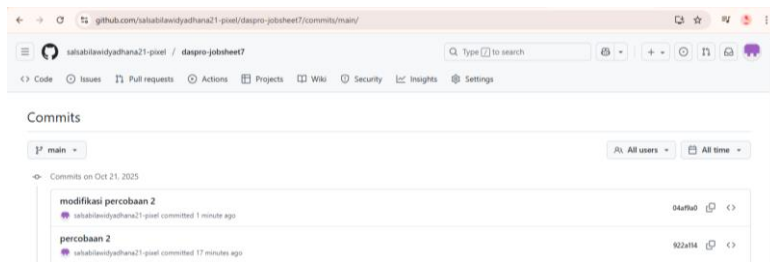 github.com/salsabilawidyadhana21-pixel/daspro-jobsheet7/commits/main/
salsabilawidyadhana21-pixel / daspro-jobsheet7
Type / to search
Code Issues Pull requests Actions Projects Wiki Security Insights Settings
Commits
main
All users All time
Commits on Oct 21, 2025
modifikasi percobaan 2
04af9a0
salsabilawidyadhana21-pixel committed 1 minute ago
percobaan 2
922a114
salsabilawidyadhana21-pixel committed 17 minutes ago